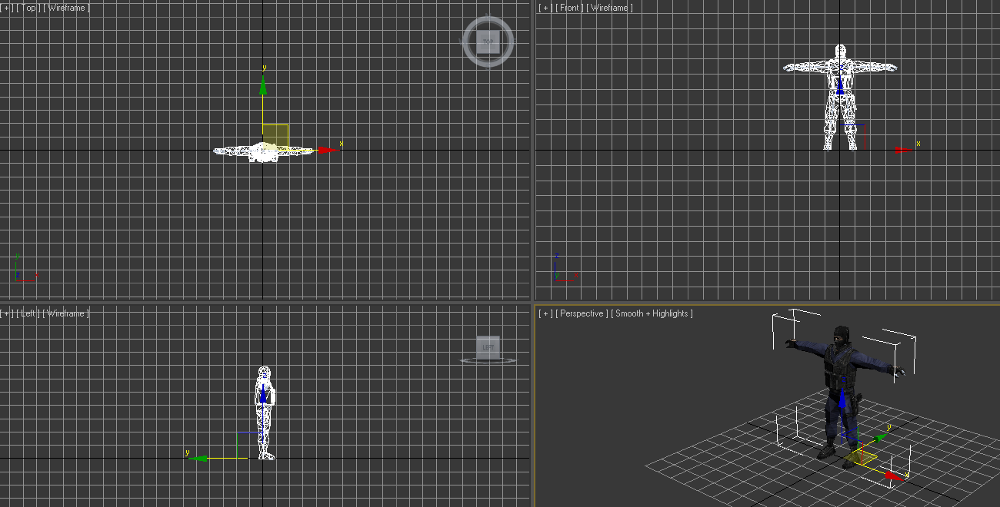 [ + ] [ Top ] [ Wireframe ]
TOP
y
x
y
z
x
[ + ] [ Front ] [ Wireframe ]
x
z
y
x
[ + ] [ Left ] [ Wireframe ]
LEFT
z
y
[ + ] [ Perspective ] [ Smooth + Highlights ]
y
x